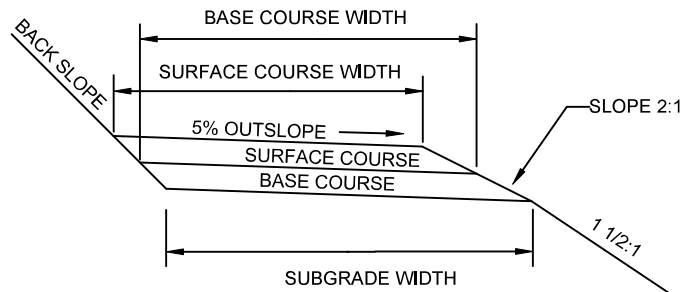 BASE COURSE WIDTH
BACK SLOPE
SURFACE COURSE WIDTH
SLOPE 2:1
5% OUTSLOPE
SURFACE COURSE
BASE COURSE
1 1/2:1
SUBGRADE WIDTH